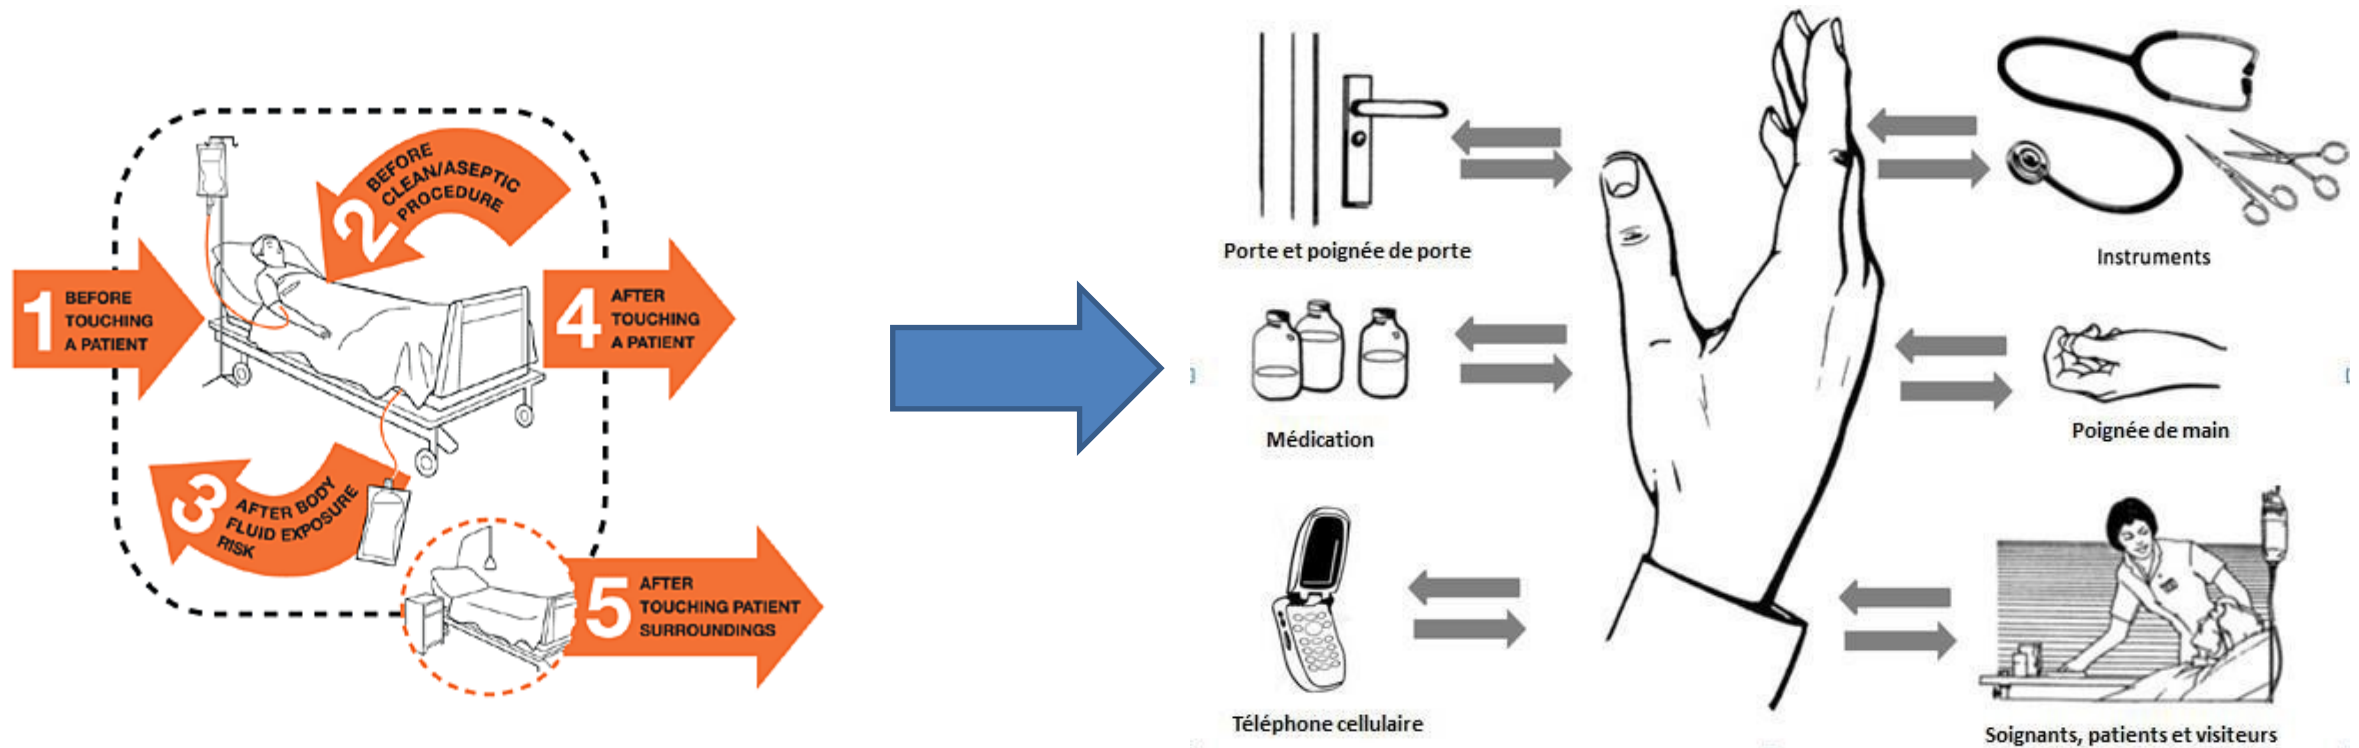 1
BEFORE
TOUCHING
A PATIENT
2
BEFORE
CLEAN/ASEPTIC
PROCEDURE
3
AFTER BODY
FLUID EXPOSURE
RISK
4
AFTER
TOUCHING
A PATIENT
5
AFTER
TOUCHING PATIENT
SURROUNDINGS
Porte et poignée de porte
Instruments
Médication
Poignée de main
Téléphone cellulaire
Soignants, patients et visiteurs